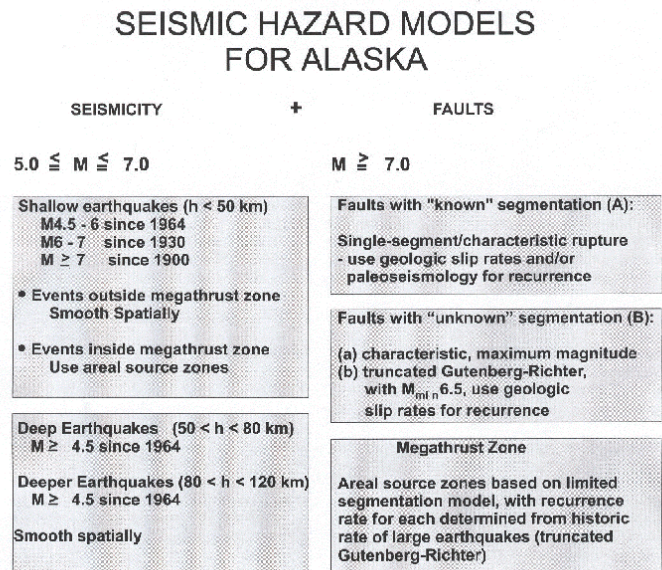 SEISMIC HAZARD MODELS
FOR ALASKA
SEISMICITY + FAULTS
5.0 ≦ M ≦ 7.0
M ≧ 7.0
Shallow earthquakes (h < 50 km)
M4.5 - 6 since 1964
M6 - 7 since 1930
M ≥ 7 since 1900
• Events outside megathrust zone
Smooth Spatially
• Events inside megathrust zone
Use areal source zones
Deep Earthquakes (50 < h < 80 km)
M ≥ 4.5 since 1964
Deeper Earthquakes (80 < h < 120 km)
M ≥ 4.5 since 1964
Smooth spatially
Faults with "known" segmentation (A):
Single-segment/characteristic rupture
- use geologic slip rates and/or
paleoseismology for recurrence
Faults with "unknown" segmentation (B):
(a) characteristic, maximum magnitude
(b) truncated Gutenberg-Richter,
with Mmin 6.5, use geologic
slip rates for recurrence
Megathrust Zone
Areal source zones based on limited
segmentation model, with recurrence
rate for each determined from historic
rate of large earthquakes (truncated
Gutenberg-Richter)